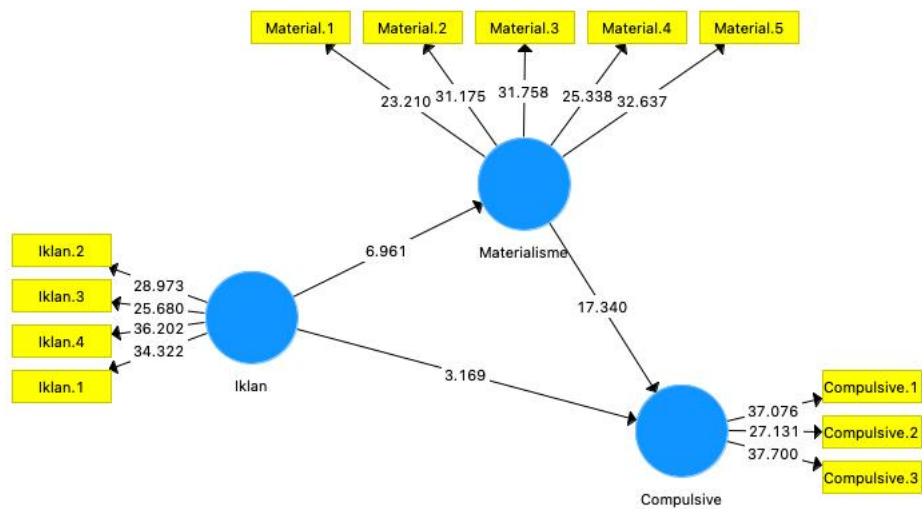 Material.1
Material.2
Material.3
Material.4
Material.5
23.210
31.175
31.758
25.338
32.637
Materialisme
6.961
17.340
Iklan.2
Iklan.3
Iklan.4
Iklan.1
28.973
25.680
36.202
34.322
Iklan
3.169
Compulsive.1
Compulsive.2
Compulsive.3
37.076
27.131
37.700
Compulsive